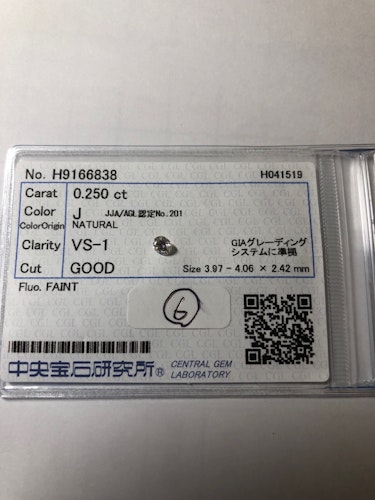 No. H9166838 H041519
Carat 0.250 ct
Color J JJA/AGL認定No.201
ColorOrigin NATURAL
Clarity VS-1 GIAグレーディング
システムに準拠
Cut GOOD Size 3.97 - 4.06 × 2.42 mm
Fluo. FAINT
6
中央宝石研究所® CENTRAL GEM
LABORATORY